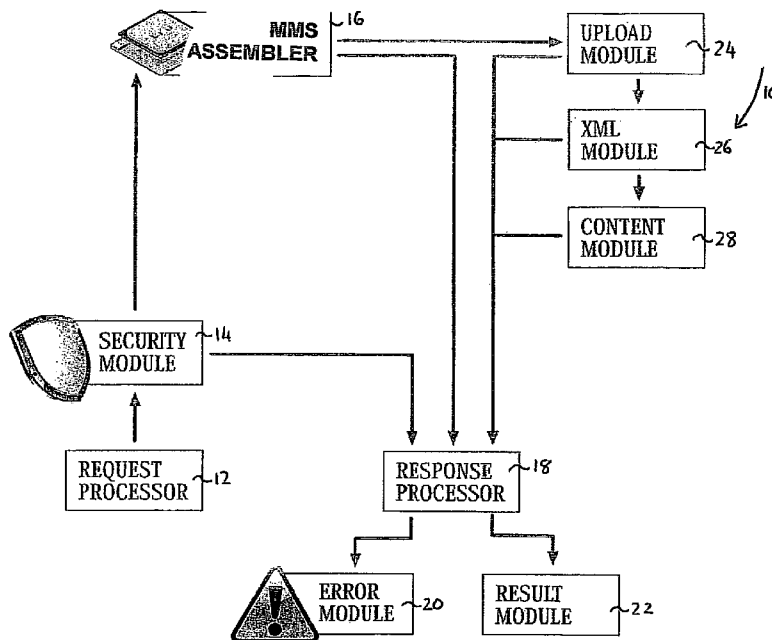 MMS
ASSEMBLER
16
UPLOAD
MODULE
24
10
XML
MODULE
26
CONTENT
MODULE
28
SECURITY
MODULE
14
REQUEST
PROCESSOR
12
RESPONSE
PROCESSOR
18
ERROR
MODULE
20
RESULT
MODULE
22